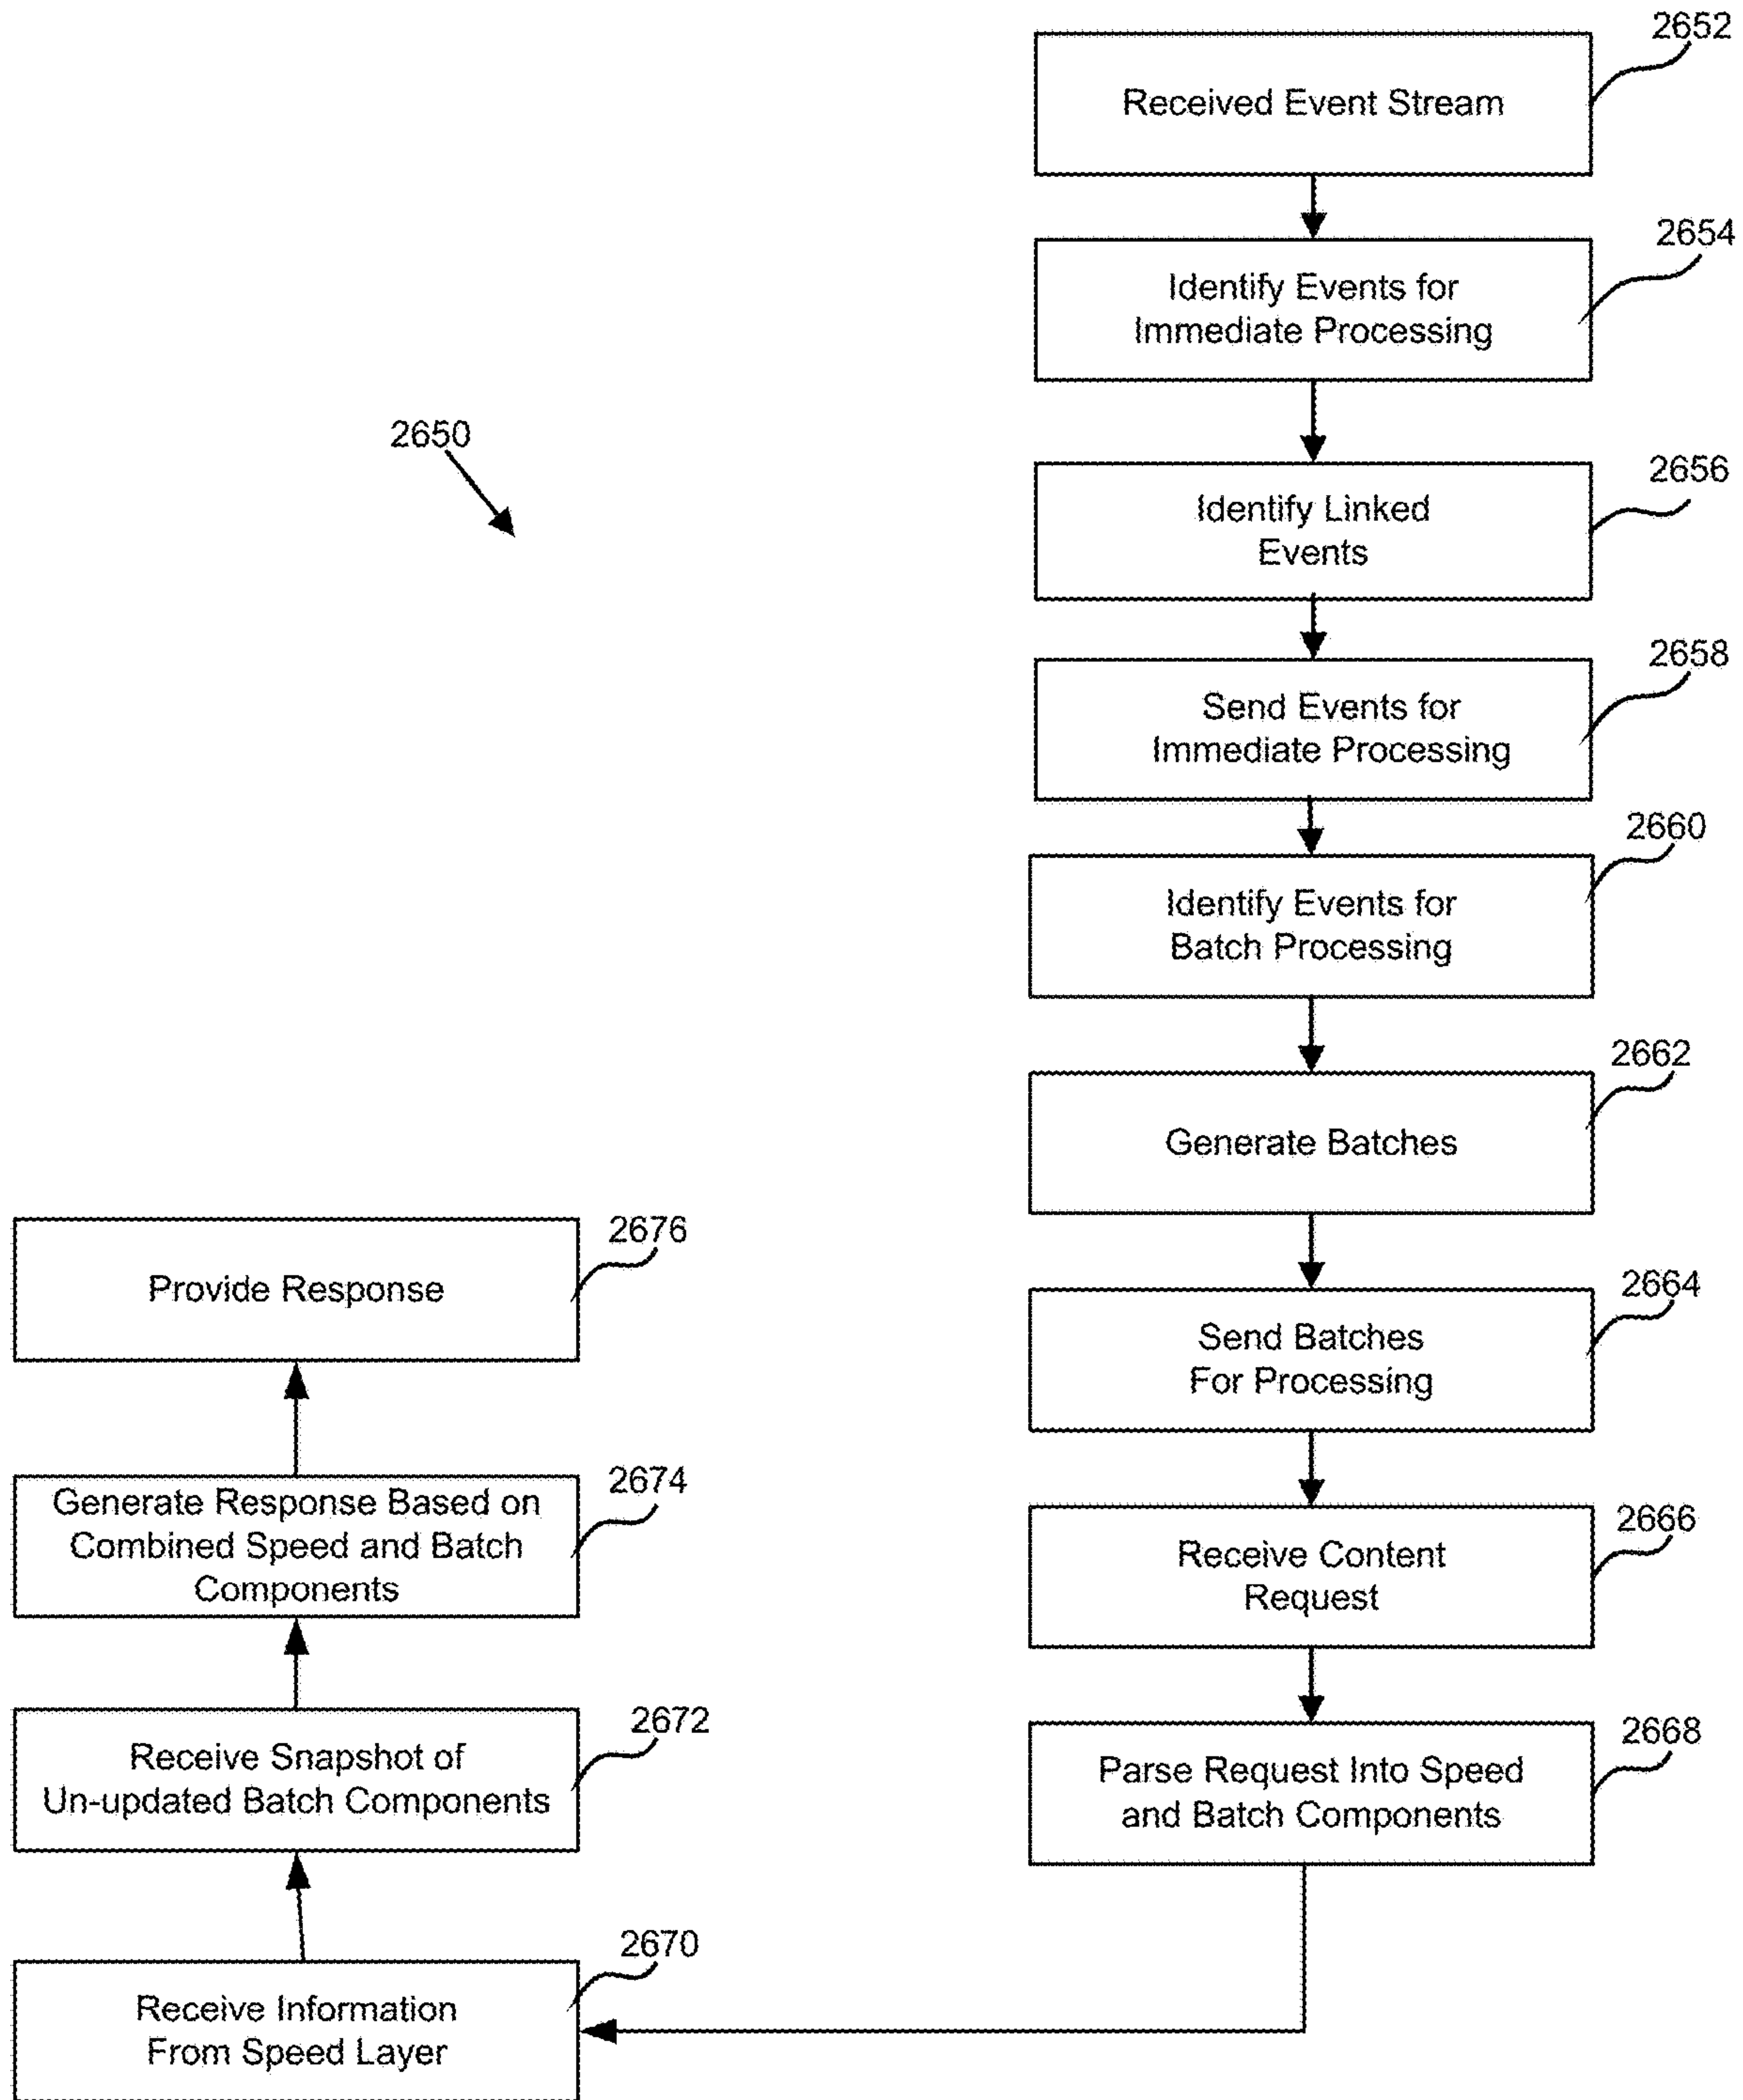 2652
Received Event Stream
2654
Identify Events for
Immediate Processing
2650
2656
Identify Linked
Events
2658
Send Events for
Immediate Processing
2660
Identify Events for
Batch Processing
2662
Generate Batches
2664
Send Batches
For Processing
2666
Receive Content
Request
2668
Parse Request Into Speed
and Batch Components
2670
Receive Information
From Speed Layer
2672
Receive Snapshot of
Un-updated Batch Components
2674
Generate Response Based on
Combined Speed and Batch
Components
2676
Provide Response